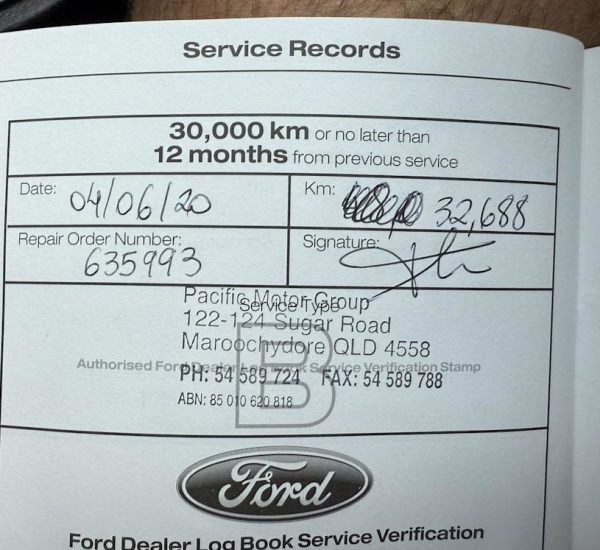 Service Records
30,000 km or no later than
12 months from previous service
Date: 04/06/20
Km: 32,688
Repair Order Number: 635993
Signature:
Service Type
Pacific Motor Group
122-124 Sugar Road
Maroochydore QLD 4558
Authorised Ford Dealer Log Book Service Verification Stamp
PH: 54 589 724 FAX: 54 589 788
ABN: 85 010 620 818
B
Ford
Ford Dealer Log Book Service Verification